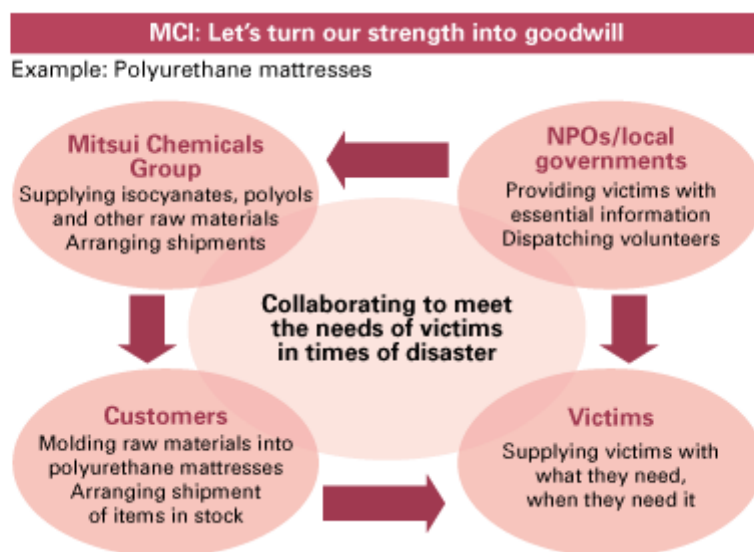 MCI: Let's turn our strength into goodwill
Example: Polyurethane mattresses
Mitsui Chemicals
Group
Supplying isocyanates, polyols
and other raw materials
Arranging shipments
NPOs/local
governments
Providing victims with
essential information
Dispatching volunteers
Collaborating to meet
the needs of victims
in times of disaster
Customers
Molding raw materials into
polyurethane mattresses
Arranging shipment
of items in stock
Victims
Supplying victims with
what they need,
when they need it